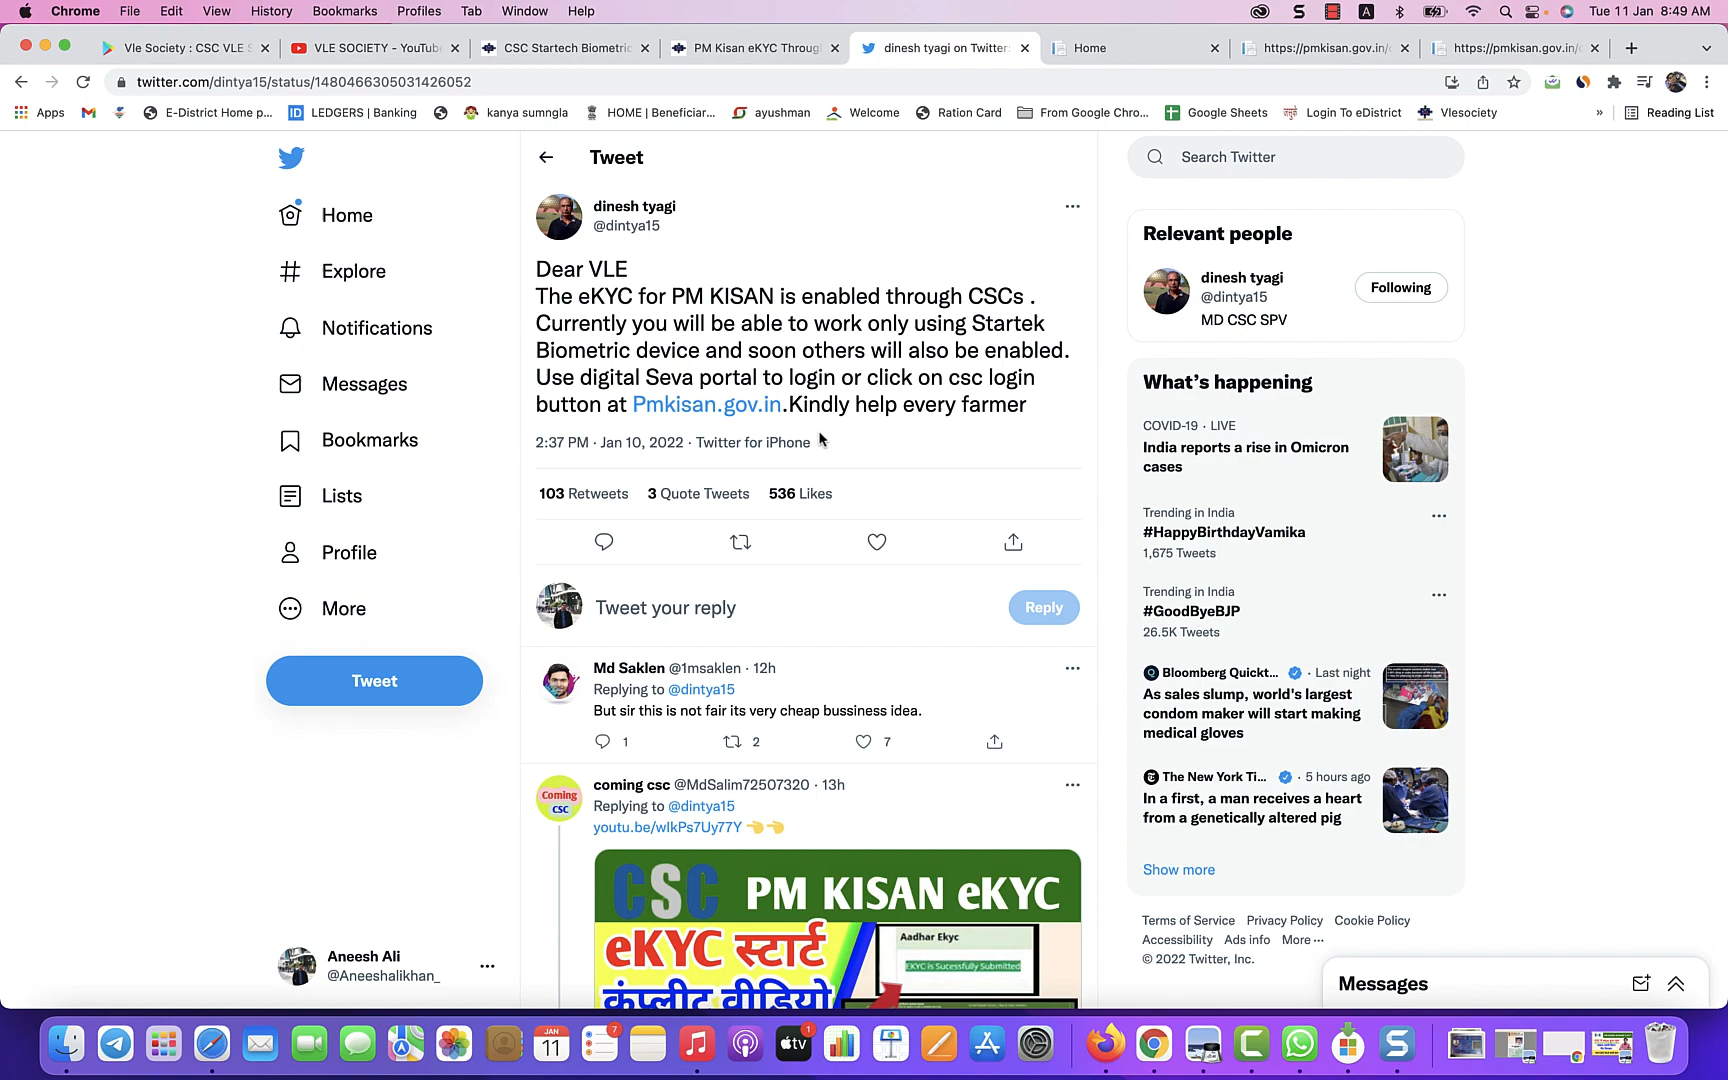 Chrome File Edit View History Bookmarks Profiles Tab Window Help
Tue 11 Jan 8:49 AM
Vle Society : CSC VLE S
VLE SOCIETY - YouTube
CSC Startech Biometric
PM Kisan eKYC Through
dinesh tyagi on Twitter:
Home
https://pmkisan.gov.in/
https://pmkisan.gov.in/
twitter.com/dintya15/status/1480466305031426052
Apps
E-District Home p...
LEDGERS | Banking
kanya sumngla
HOME | Beneficiar...
ayushman
Welcome
Ration Card
From Google Chro...
Google Sheets
Login To eDistrict
Vlesociety
»
Reading List
Home
Explore
Notifications
Messages
Bookmarks
Lists
Profile
More
Tweet
Aneesh Ali
@Aneeshalikhan_
Tweet
dinesh tyagi
@dintya15
Dear VLE
The eKYC for PM KISAN is enabled through CSCs .
Currently you will be able to work only using Startek
Biometric device and soon others will also be enabled.
Use digital Seva portal to login or click on csc login
button at Pmkisan.gov.in.Kindly help every farmer
2:37 PM · Jan 10, 2022 · Twitter for iPhone
103 Retweets 3 Quote Tweets 536 Likes
Tweet your reply
Reply
Md Saklen @1msaklen · 12h
Replying to @dintya15
But sir this is not fair its very cheap bussiness idea.
1 2 7
coming csc @MdSalim72507320 · 13h
Replying to @dintya15
youtu.be/wIkPs7Uy77Y
Coming
CSC
CSC PM KISAN eKYC
eKYC स्टार्ट
कंप्लीट वीडियो
Aadhar Ekyc
EKYC is Sucessfully Submitted
Search Twitter
Relevant people
dinesh tyagi
@dintya15
MD CSC SPV
Following
What's happening
COVID-19 · LIVE
India reports a rise in Omicron
cases
Trending in India
#HappyBirthdayVamika
1,675 Tweets
Trending in India
#GoodByeBJP
26.5K Tweets
Bloomberg Quickt... · Last night
As sales slump, world's largest
condom maker will start making
medical gloves
The New York Ti... · 5 hours ago
In a first, a man receives a heart
from a genetically altered pig
Show more
Terms of Service Privacy Policy Cookie Policy
Accessibility Ads info More ···
© 2022 Twitter, Inc.
Messages
JAN
11
7
1
tv